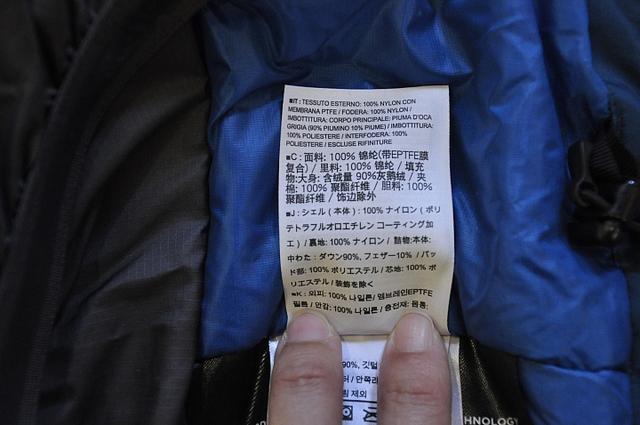 ■IT: TESSUTO ESTERNO: 100% NYLON CON
MEMBRANA PTFE / FODERA: 100% NYLON /
IMBOTTITURA: CORPO PRINCIPALE: PIUMA D'OCA
GRIGIA (90% PIUMINO 10% PIUME) / IMBOTTITURA:
100% POLIESTERE / INTERFODERA: 100%
POLIESTERE / ESCLUSE RIFINITURE
■C: 面料: 100% 锦纶(带EPTFE膜
复合) / 里料: 100% 锦纶 / 填充
物:大身: 含绒量 90%灰鹅绒 / 夹
棉: 100% 聚酯纤维 / 胆料: 100%
聚酯纤维 / 饰边除外
■J: シェル (本体) : 100% ナイロン (ポリ
テトラフルオロエチレン コーティング加
工) / 裏地: 100% ナイロン / 詰物:本体:
中わた : ダウン90%, フェザー10% / パッ
ド部: 100% ポリエステル / 芯地: 100% ポ
リエステル / 装飾を除く
■K : 외피: 100% 나일론/ 멤브레인EPTFE
필름 / 안감: 100% 나일론 / 충전재: 몸통:
90%, 깃털
/ 안쪽
제외
HNOLOGY